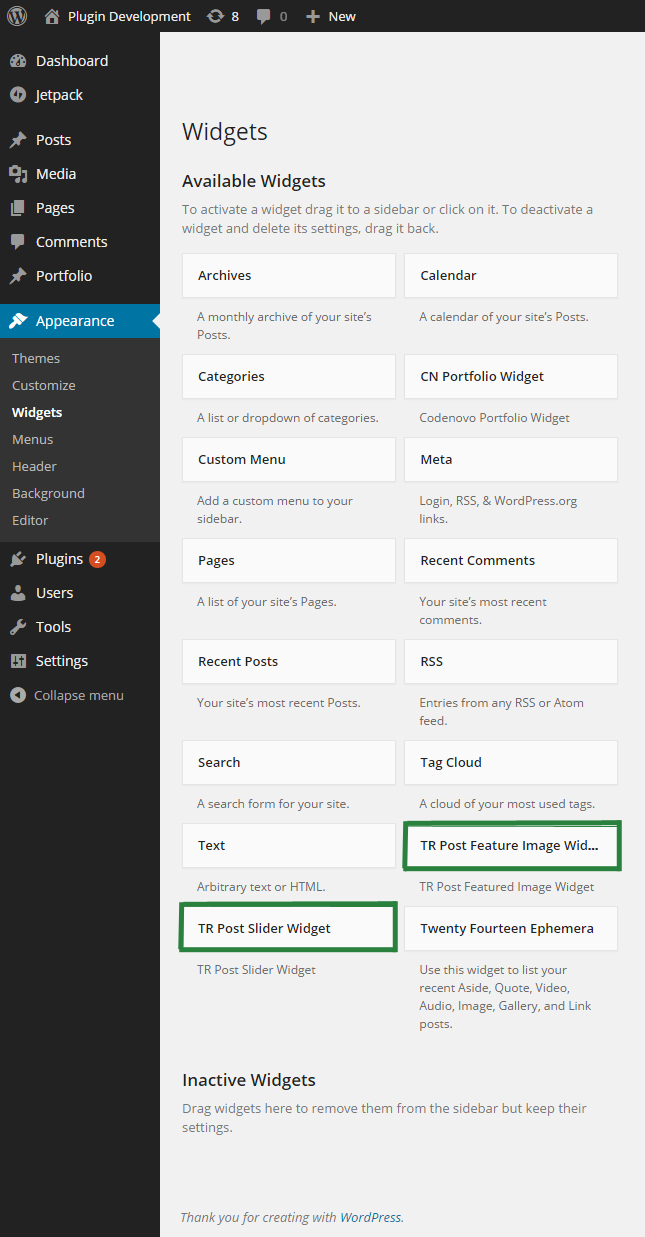 Plugin Development 8 0 New
Dashboard
Jetpack
Posts
Media
Pages
Comments
Portfolio
Appearance
Themes
Customize
Widgets
Menus
Header
Background
Editor
Plugins 2
Users
Tools
Settings
Collapse menu
Widgets
Available Widgets
To activate a widget drag it to a sidebar or click on it. To deactivate a
widget and delete its settings, drag it back.
Archives
A monthly archive of your site's
Posts.
Calendar
A calendar of your site's Posts.
Categories
A list or dropdown of categories.
CN Portfolio Widget
Codenovo Portfolio Widget
Custom Menu
Add a custom menu to your
sidebar.
Meta
Login, RSS, & WordPress.org
links.
Pages
A list of your site's Pages.
Recent Comments
Your site's most recent
comments.
Recent Posts
Your site's most recent Posts.
RSS
Entries from any RSS or Atom
feed.
Search
A search form for your site.
Tag Cloud
A cloud of your most used tags.
Text
Arbitrary text or HTML.
TR Post Feature Image Wid...
TR Post Featured Image Widget
TR Post Slider Widget
TR Post Slider Widget
Twenty Fourteen Ephemera
Use this widget to list your
recent Aside, Quote, Video,
Audio, Image, Gallery, and Link
posts.
Inactive Widgets
Drag widgets here to remove them from the sidebar but keep their
settings.
Thank you for creating with WordPress.